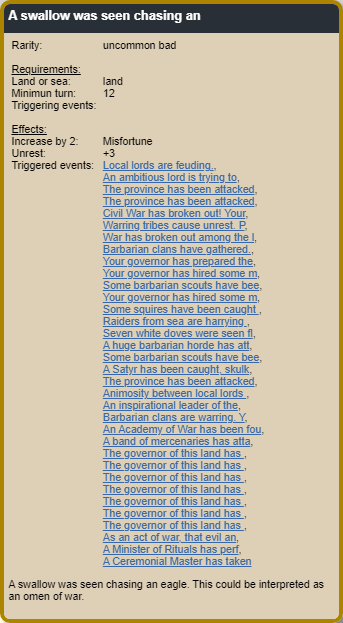 A swallow was seen chasing an
Rarity: uncommon bad
Requirements:
Land or sea: land
Minimun turn: 12
Triggering events:
Effects:
Increase by 2: Misfortune
Unrest: +3
Triggered events: Local lords are feuding.,
An ambitious lord is trying to,
The province has been attacked,
The province has been attacked,
Civil War has broken out! Your,
Warring tribes cause unrest. P,
War has broken out among the l,
Barbarian clans have gathered.,
Your governor has prepared the,
Your governor has hired some m,
Some barbarian scouts have bee,
Your governor has hired some m,
Some squires have been caught ,
Raiders from sea are harrying ,
Seven white doves were seen fl,
A huge barbarian horde has att,
Some barbarian scouts have bee,
A Satyr has been caught, skulk,
The province has been attacked,
Animosity between local lords ,
An inspirational leader of the,
Barbarian clans are warring. Y,
An Academy of War has been fou,
A band of mercenaries has atta,
The governor of this land has ,
The governor of this land has ,
The governor of this land has ,
The governor of this land has ,
The governor of this land has ,
The governor of this land has ,
The governor of this land has ,
As an act of war, that evil an,
A Minister of Rituals has perf,
A Ceremonial Master has taken
A swallow was seen chasing an eagle. This could be interpreted as
an omen of war.